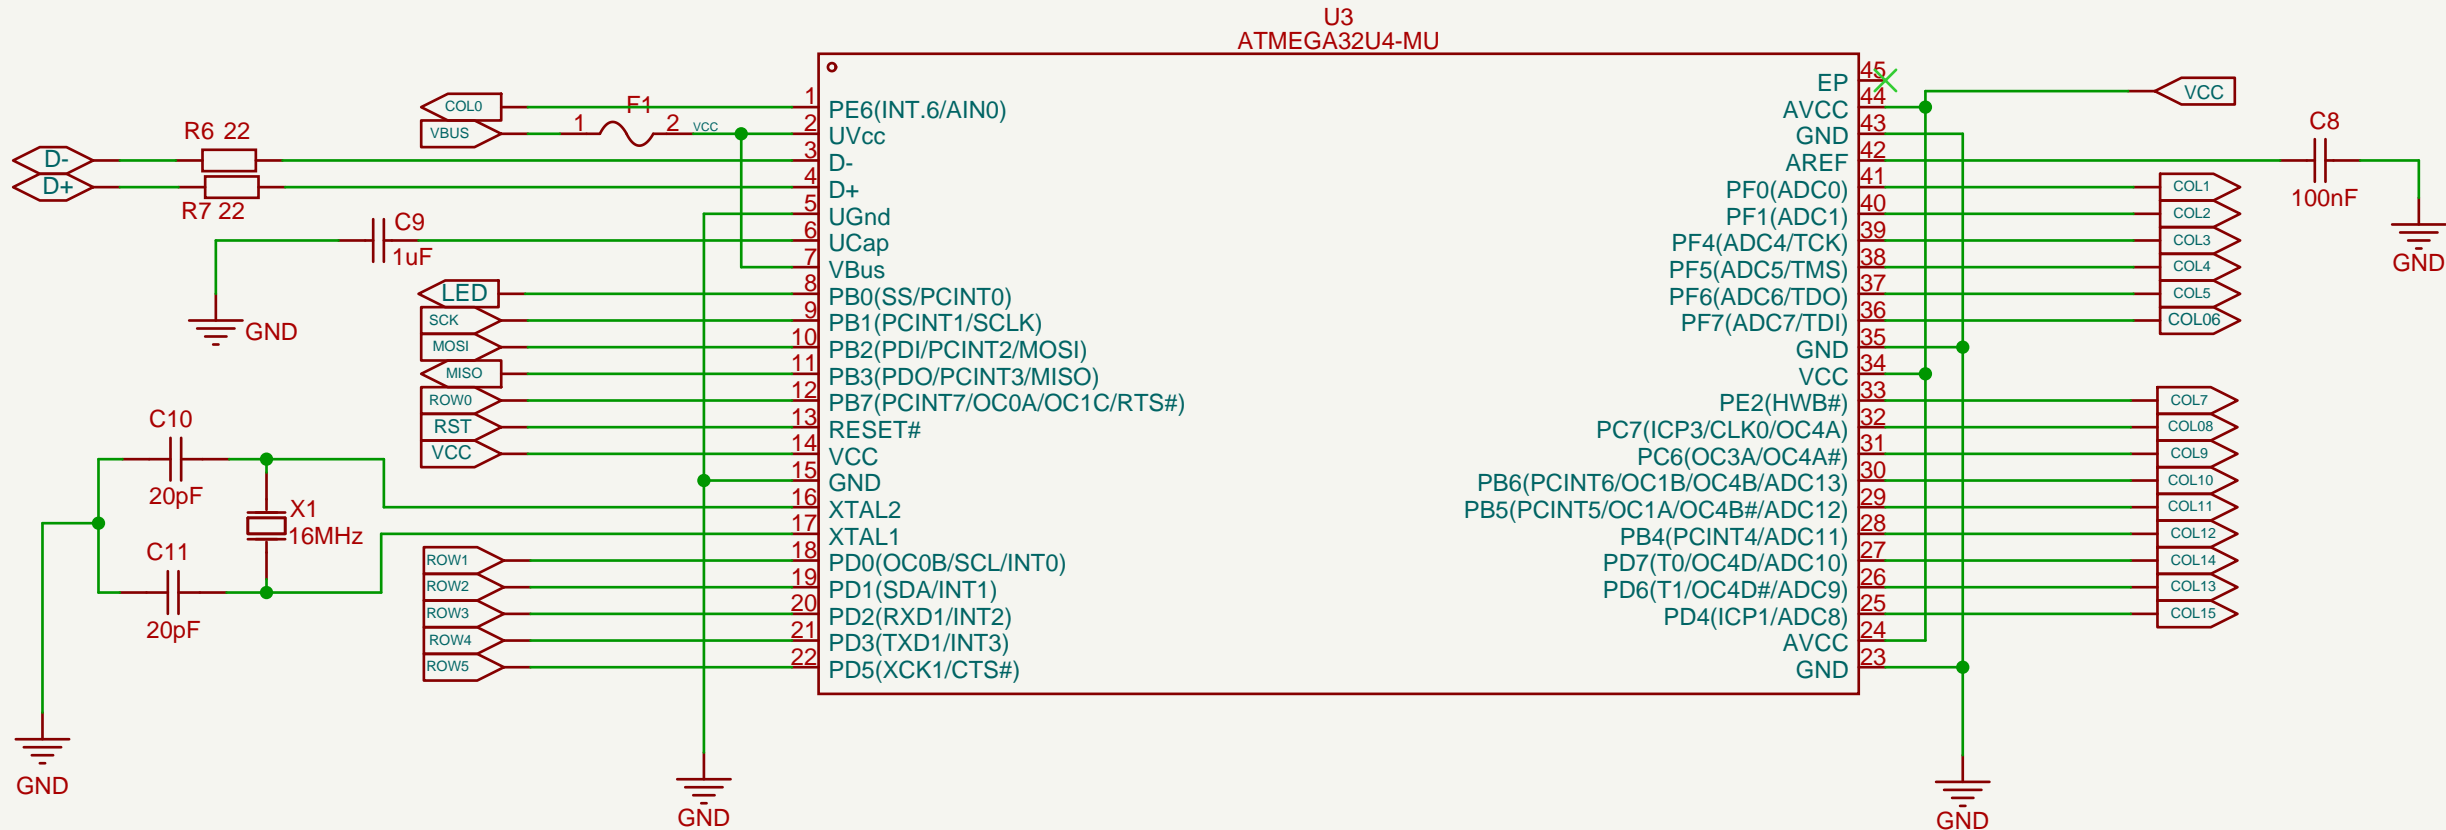 U3
ATMEGA32U4-MU
COL0
VBUS
F1
1
2
VCC
R6 22
D-
D+
R7 22
C9
1uF
GND
LED
SCK
MOSI
MISO
ROW0
RST
VCC
C10
20pF
X1
16MHz
C11
20pF
ROW1
ROW2
ROW3
ROW4
ROW5
GND
GND
1 PE6(INT.6/AIN0)
2 UVcc
3 D-
4 D+
5 UGnd
6 UCap
7 VBus
8 PB0(SS/PCINT0)
9 PB1(PCINT1/SCLK)
10 PB2(PDI/PCINT2/MOSI)
11 PB3(PDO/PCINT3/MISO)
12 PB7(PCINT7/OC0A/OC1C/RTS#)
13 RESET#
14 VCC
15 GND
16 XTAL2
17 XTAL1
18 PD0(OC0B/SCL/INT0)
19 PD1(SDA/INT1)
20 PD2(RXD1/INT2)
21 PD3(TXD1/INT3)
22 PD5(XCK1/CTS#)
EP 45
AVCC 44
GND 43
AREF 42
PF0(ADC0) 41
PF1(ADC1) 40
PF4(ADC4/TCK) 39
PF5(ADC5/TMS) 38
PF6(ADC6/TDO) 37
PF7(ADC7/TDI) 36
GND 35
VCC 34
PE2(HWB#) 33
PC7(ICP3/CLK0/OC4A) 32
PC6(OC3A/OC4A#) 31
PB6(PCINT6/OC1B/OC4B/ADC13) 30
PB5(PCINT5/OC1A/OC4B#/ADC12) 29
PB4(PCINT4/ADC11) 28
PD7(T0/OC4D/ADC10) 27
PD6(T1/OC4D#/ADC9) 26
PD4(ICP1/ADC8) 25
AVCC 24
GND 23
VCC
C8
100nF
GND
COL1
COL2
COL3
COL4
COL5
COL06
COL7
COL08
COL9
COL10
COL11
COL12
COL14
COL13
COL15
GND